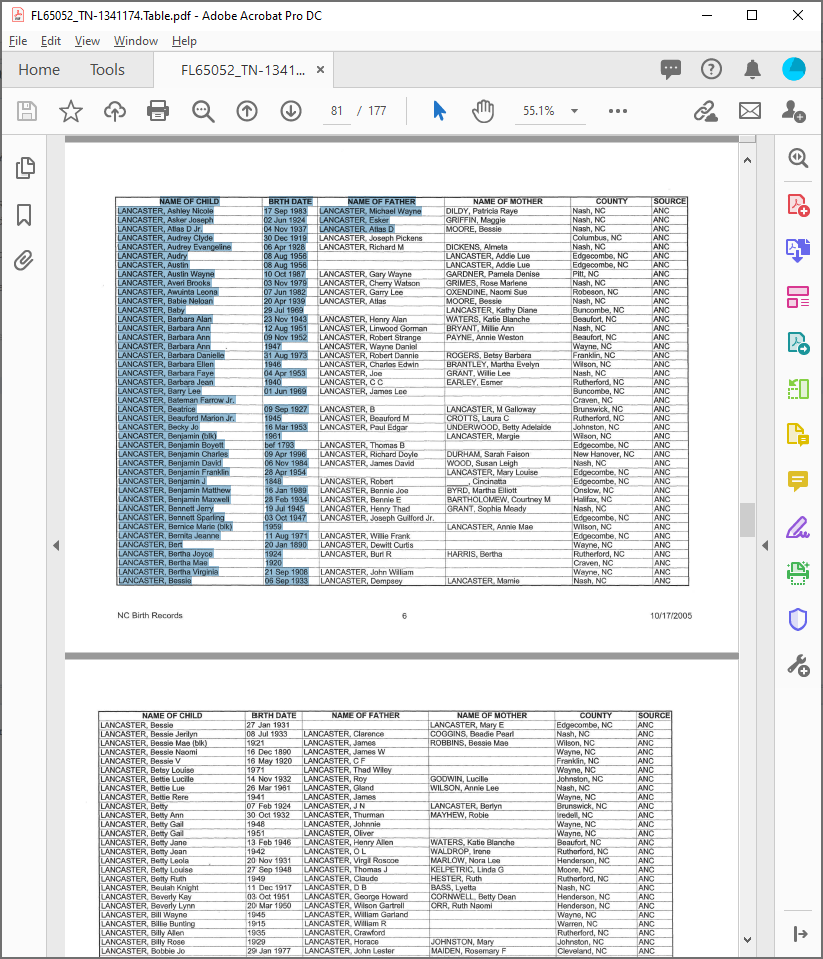 FL65052_TN-1341174.Table.pdf - Adobe Acrobat Pro DC
File Edit View Window Help
Home Tools FL65052_TN-1341... ×
81 / 177 55.1%
NAME OF CHILD BRTH DATE NAME OF FATHER NAME OF MOTHER COUNTY SOURCE
LANCASTER, Ashley Nicole 17 Sep 1983 LANCASTER, Michael Wayne DILDY, Patricia Raye Nash, NC ANC
LANCASTER, Asker Joseph 02 Jun 1924 LANCASTER, Esker GRIFFIN, Maggie Nash, NC ANC
LANCASTER, Atlas D Jr. 04 Nov 1937 LANCASTER, Atlas D MOORE, Bessie Nash, NC ANC
LANCASTER, Audrey Clyde 30 Dec 1919 LANCASTER, Joseph Pickens Columbus, NC ANC
LANCASTER, Audrey Evangeline 06 Apr 1928 LANCASTER, Richard M DICKENS, Almeta Nash, NC ANC
LANCASTER, Audry 08 Aug 1956 LANCASTER, Addie Lue Edgecombe, NC ANC
LANCASTER, Austin 08 Aug 1956 LANCASTER, Addie Lue Edgecombe, NC ANC
LANCASTER, Austin Wayne 10 Oct 1987 LANCASTER, Gary Wayne GARDNER, Pamela Denise Pitt, NC ANC
LANCASTER, Averi Brooks 03 Nov 1979 LANCASTER, Cherry Watson GRIMES, Rose Marlene Nash, NC ANC
LANCASTER, Awuinta Leona 07 Jun 1982 LANCASTER, Garry Lee OXENDINE, Naomi Sue Robeson, NC ANC
LANCASTER, Babie Neloan 20 Apr 1939 LANCASTER, Atlas MOORE, Bessie Nash, NC ANC
LANCASTER, Baby 29 Jul 1969 LANCASTER, Kathy Diane Buncombe, NC ANC
LANCASTER, Barbara Alan 23 Nov 1943 LANCASTER, Henry Alan WATERS, Katie Blanche Beaufort, NC ANC
LANCASTER, Barbara Ann 12 Aug 1951 LANCASTER, Linwood Gorman BRYANT, Millie Ann Nash, NC ANC
LANCASTER, Barbara Ann 09 Nov 1952 LANCASTER, Robert Strange PAYNE, Annie Weston Beaufort, NC ANC
LANCASTER, Barbara Ann 1947 LANCASTER, Wayne Daniel Wayne, NC ANC
LANCASTER, Barbara Danielle 31 Aug 1973 LANCASTER, Robert Dannie ROGERS, Betsy Barbara Franklin, NC ANC
LANCASTER, Barbara Ellen 1946 LANCASTER, Charles Edwin BRANTLEY, Martha Evelyn Wilson, NC ANC
LANCASTER, Barbara Faye 04 Apr 1953 LANCASTER, Joe GRANT, Willie Lee Nash, NC ANC
LANCASTER, Barbara Jean 1940 LANCASTER, C C EARLEY, Esmer Rutherford, NC ANC
LANCASTER, Barry Lee 01 Jun 1969 LANCASTER, James Lee Buncombe, NC ANC
LANCASTER, Bateman Farrow Jr. Craven, NC ANC
LANCASTER, Beatrice 09 Sep 1927 LANCASTER, B LANCASTER, M Galloway Brunswick, NC ANC
LANCASTER, Beauford Marion Jr. 1945 LANCASTER, Beauford M CROTTS, Laura C Rutherford, NC ANC
LANCASTER, Becky Jo 16 Mar 1953 LANCASTER, Paul Edgar UNDERWOOD, Betty Adelaide Johnston, NC ANC
LANCASTER, Benjamin (blk) 1961 LANCASTER, Margie Wilson, NC ANC
LANCASTER, Benjamin Boyett bef 1793 LANCASTER, Thomas B Edgecombe, NC ANC
LANCASTER, Benjamin Charles 09 Apr 1996 LANCASTER, Richard Doyle DURHAM, Sarah Faison New Hanover, NC ANC
LANCASTER, Benjamin David 06 Nov 1984 LANCASTER, James David WOOD, Susan Leigh Nash, NC ANC
LANCASTER, Benjamin Franklin 28 Apr 1954 LANCASTER, Mary Louise Edgecombe, NC ANC
LANCASTER, Benjamin J 1848 LANCASTER, Robert _____, Cincinatta Edgecombe, NC ANC
LANCASTER, Benjamin Matthew 16 Jan 1989 LANCASTER, Bennie Joe BYRD, Martha Elliott Onslow, NC ANC
LANCASTER, Benjamin Maxwell 28 Feb 1934 LANCASTER, Bennie E BARTHOLOMEW, Courtney M Halifax, NC ANC
LANCASTER, Bennett Jerry 19 Jul 1945 LANCASTER, Henry Thad GRANT, Sophia Meady Nash, NC ANC
LANCASTER, Bennett Sparling 03 Oct 1947 LANCASTER, Joseph Guilford Jr. Edgecombe, NC ANC
LANCASTER, Bernice Marie (blk) 1959 LANCASTER, Annie Mae Wilson, NC ANC
LANCASTER, Bernita Jeanne 11 Aug 1971 LANCASTER, Willie Frank Edgecombe, NC ANC
LANCASTER, Bert 20 Jan 1890 LANCASTER, Dewitt Curtis Wayne, NC ANC
LANCASTER, Bertha Joyce 1924 LANCASTER, Burl R HARRIS, Bertha Rutherford, NC ANC
LANCASTER, Bertha Mae 1920 Craven, NC ANC
LANCASTER, Bertha Virginia 21 Sep 1908 LANCASTER, John William Wayne, NC ANC
LANCASTER, Bessie 06 Sep 1933 LANCASTER, Dempsey LANCASTER, Mamie Nash, NC ANC
NC Birth Records 6 10/17/2005
NAME OF CHILD BRTH DATE NAME OF FATHER NAME OF MOTHER COUNTY SOURCE
LANCASTER, Bessie 27 Jan 1931 LANCASTER, Mary E Edgecombe, NC ANC
LANCASTER, Bessie Jerilyn 08 Jul 1933 LANCASTER, Clarence COGGINS, Beadie Pearl Nash, NC ANC
LANCASTER, Bessie Mae (blk) 1921 LANCASTER, James ROBBINS, Bessie Mae Wilson, NC ANC
LANCASTER, Bessie Naomi 16 Dec 1890 LANCASTER, James W Wayne, NC ANC
LANCASTER, Bessie V 16 May 1920 LANCASTER, C F Franklin, NC ANC
LANCASTER, Betsy Louise 1971 LANCASTER, Thad Wiley Wayne, NC ANC
LANCASTER, Bettie Lucille 14 Nov 1932 LANCASTER, Roy GODWIN, Lucille Johnston, NC ANC
LANCASTER, Bettie Lue 26 Mar 1961 LANCASTER, Gland WILSON, Annie Lee Nash, NC ANC
LANCASTER, Bettie Rere 1941 LANCASTER, James Wayne, NC ANC
LANCASTER, Betty 07 Feb 1924 LANCASTER, J N LANCASTER, Berlyn Brunswick, NC ANC
LANCASTER, Betty Ann 30 Oct 1932 LANCASTER, Thurman MAYHEW, Robie Iredell, NC ANC
LANCASTER, Betty Gail 1948 LANCASTER, Johnnie Wayne, NC ANC
LANCASTER, Betty Gail 1951 LANCASTER, Oliver Wayne, NC ANC
LANCASTER, Betty Jane 13 Feb 1946 LANCASTER, Henry Allen WATERS, Katie Blanche Beaufort, NC ANC
LANCASTER, Betty Jean 1942 LANCASTER, O L WALDROP, Irene Rutherford, NC ANC
LANCASTER, Betty Leola 20 Nov 1931 LANCASTER, Virgil Roscoe MARLOW, Nora Lee Henderson, NC ANC
LANCASTER, Betty Louise 27 Sep 1948 LANCASTER, Thomas J KELPETRIC, Linda G Moore, NC ANC
LANCASTER, Betty Ruth 1949 LANCASTER, Claude HESTER, Ruth Rutherford, NC ANC
LANCASTER, Beulah Knight 11 Dec 1917 LANCASTER, D B BASS, Lyetta Nash, NC ANC
LANCASTER, Beverly Kay 03 Oct 1951 LANCASTER, George Howard CORNWELL, Betty Dean Henderson, NC ANC
LANCASTER, Beverly Lynn 20 Mar 1950 LANCASTER, Wilson Gartrell ORR, Ruth Naomi Henderson, NC ANC
LANCASTER, Bill Wayne 1945 LANCASTER, William Garland Wayne, NC ANC
LANCASTER, Billie Bunting 1915 LANCASTER, William R Warren, NC ANC
LANCASTER, Billy Allen 1935 LANCASTER, Crawford Rutherford, NC ANC
LANCASTER, Billy Rose 1929 LANCASTER, Horace JOHNSTON, Mary Johnston, NC ANC
LANCASTER, Bobbie Jo 29 Jan 1977 LANCASTER, John Lester MAIDEN, Rosemary F Cleveland, NC ANC